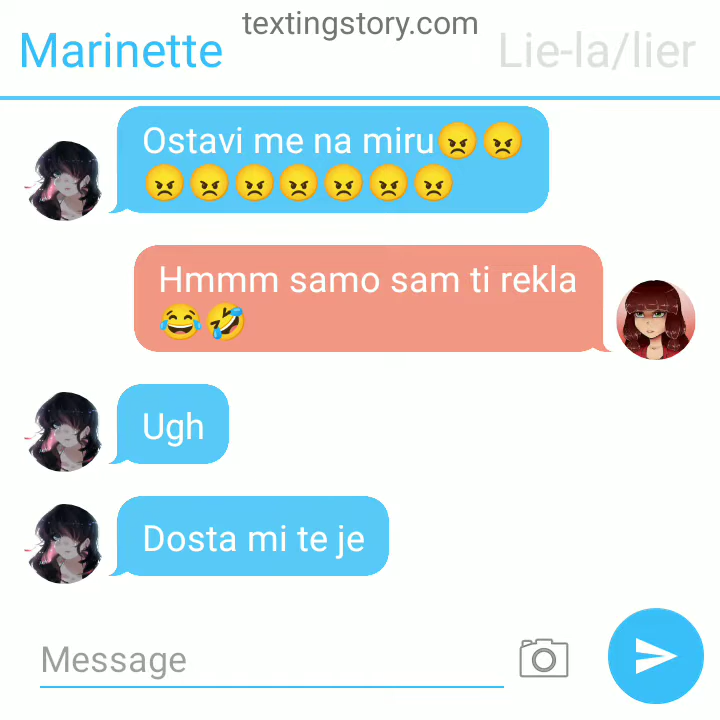 textingstory.com
Marinette
Lie-la/lier
Ostavi me na miru😠😠
😠😠😠😠😠😠😠
Hmmm samo sam ti rekla
😂🤣
Ugh
Dosta mi te je
Message